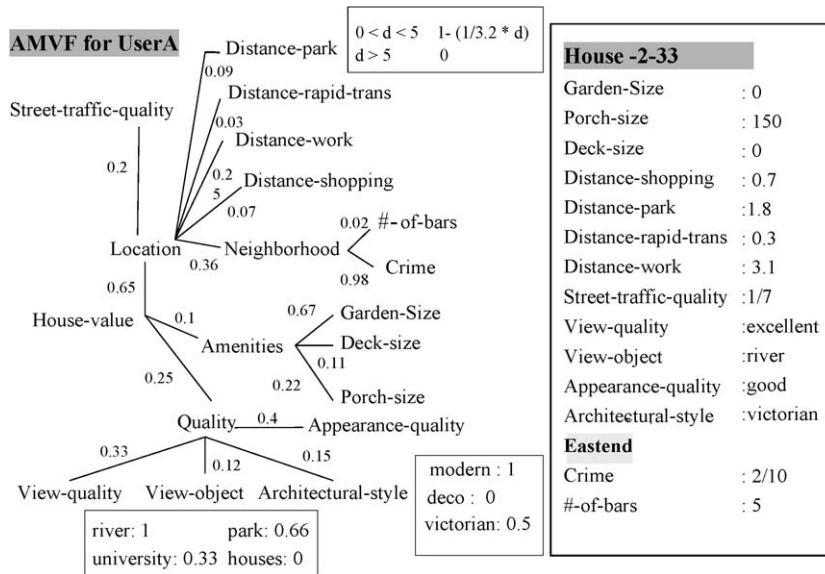 AMVF for UserA
0 < d < 5 1- (1/3.2 * d)
d > 5 0
Distance-park
0.09
Distance-rapid-trans
Street-traffic-quality
0.03
Distance-work
0.2
0.2
5
Distance-shopping
0.07
0.02
#-of-bars
Location
Neighborhood
0.36
0.98
Crime
0.65
House-value
0.1
0.67
Garden-Size
Amenities
Deck-size
0.11
0.25
0.22
Porch-size
Quality
0.4
Appearance-quality
0.33
0.12
0.15
View-quality
View-object
Architectural-style
modern : 1
deco : 0
victorian: 0.5
river: 1 park: 0.66
university: 0.33 houses: 0
House -2-33
Garden-Size : 0
Porch-size : 150
Deck-size : 0
Distance-shopping : 0.7
Distance-park :1.8
Distance-rapid-trans : 0.3
Distance-work : 3.1
Street-traffic-quality :1/7
View-quality :excellent
View-object :river
Appearance-quality :good
Architectural-style :victorian
Eastend
Crime : 2/10
#-of-bars : 5